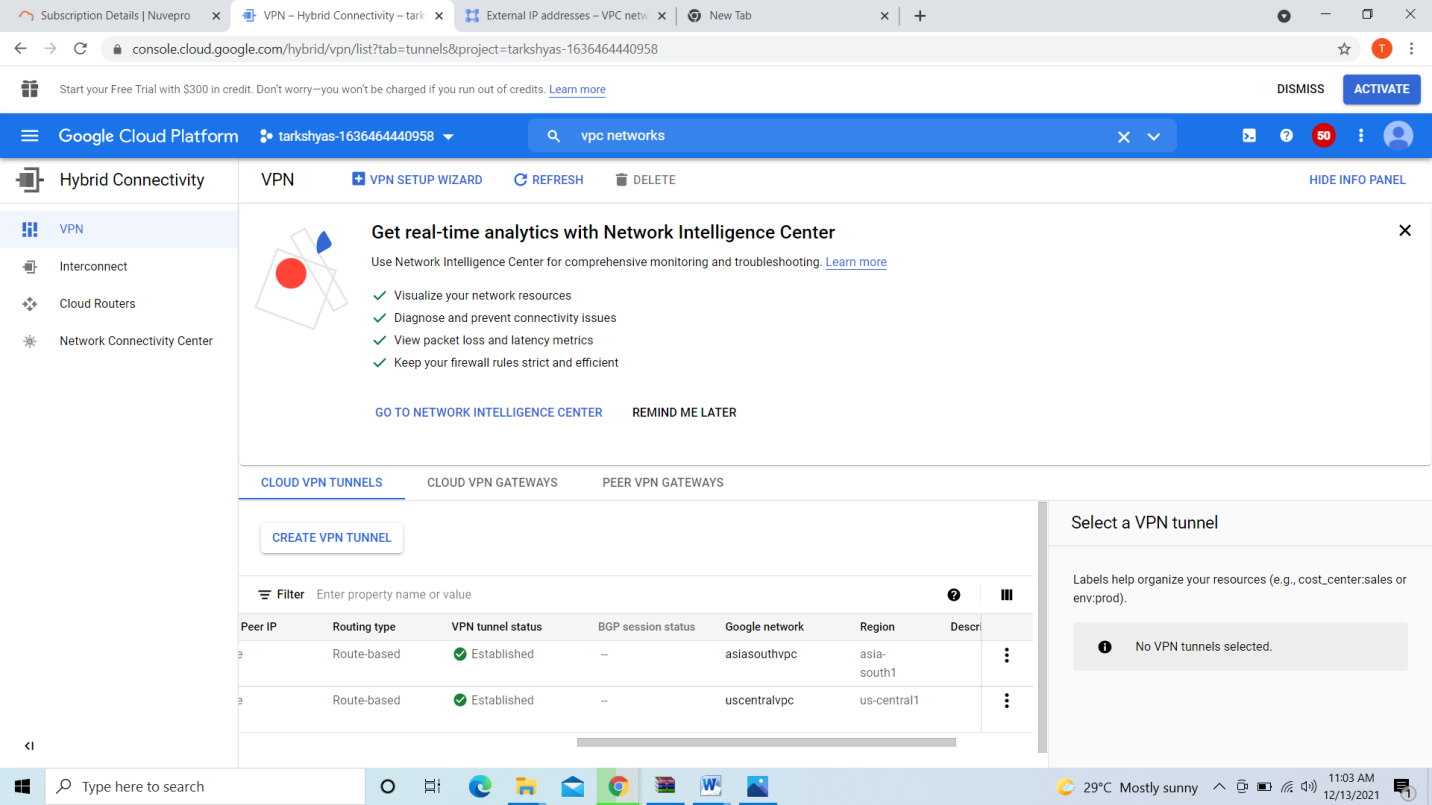 Subscription Details | Nuvepro
VPN – Hybrid Connectivity – tark
External IP addresses – VPC netw
New Tab
console.cloud.google.com/hybrid/vpn/list?tab=tunnels&project=tarkshyas-1636464440958
T
Start your Free Trial with $300 in credit. Don't worry—you won't be charged if you run out of credits. Learn more
DISMISS
ACTIVATE
Google Cloud Platform
tarkshyas-1636464440958
vpc networks
50
Hybrid Connectivity
VPN
VPN SETUP WIZARD
REFRESH
DELETE
HIDE INFO PANEL
VPN
Interconnect
Cloud Routers
Network Connectivity Center
Get real-time analytics with Network Intelligence Center
Use Network Intelligence Center for comprehensive monitoring and troubleshooting. Learn more
Visualize your network resources
Diagnose and prevent connectivity issues
View packet loss and latency metrics
Keep your firewall rules strict and efficient
GO TO NETWORK INTELLIGENCE CENTER
REMIND ME LATER
CLOUD VPN TUNNELS
CLOUD VPN GATEWAYS
PEER VPN GATEWAYS
CREATE VPN TUNNEL
Filter Enter property name or value
Peer IP Routing type VPN tunnel status BGP session status Google network Region Descri
e Route-based Established -- asiasouthvpc asia-
south1
e Route-based Established -- uscentralvpc us-central1
Select a VPN tunnel
Labels help organize your resources (e.g., cost_center:sales or
env:prod).
No VPN tunnels selected.
Type here to search
29°C Mostly sunny
11:03 AM
12/13/2021
1